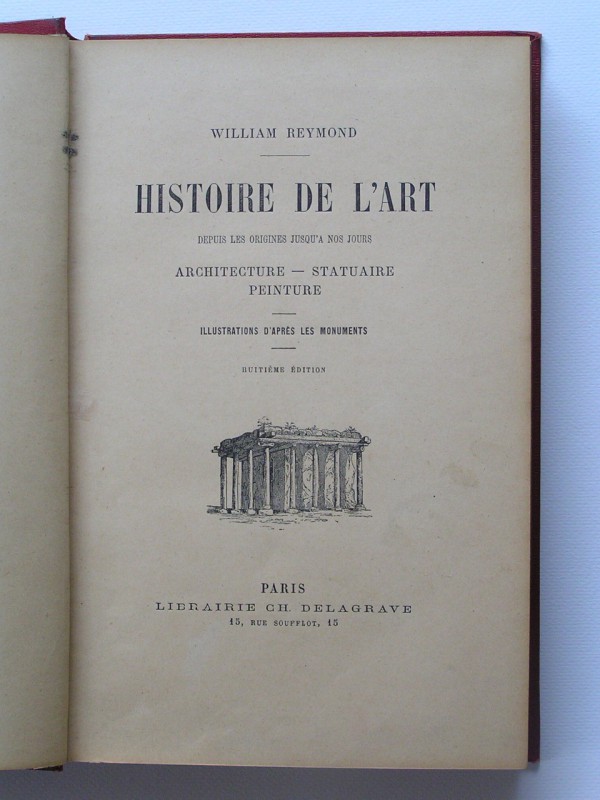 WILLIAM REYMOND
HISTOIRE DE L'ART
DEPUIS LES ORIGINES JUSQU'A NOS JOURS
ARCHITECTURE — STATUAIRE
PEINTURE
ILLUSTRATIONS D'APRÈS LES MONUMENTS
HUITIÈME ÉDITION
PARIS
LIBRAIRIE CH. DELAGRAVE
15, RUE SOUFFLOT, 15